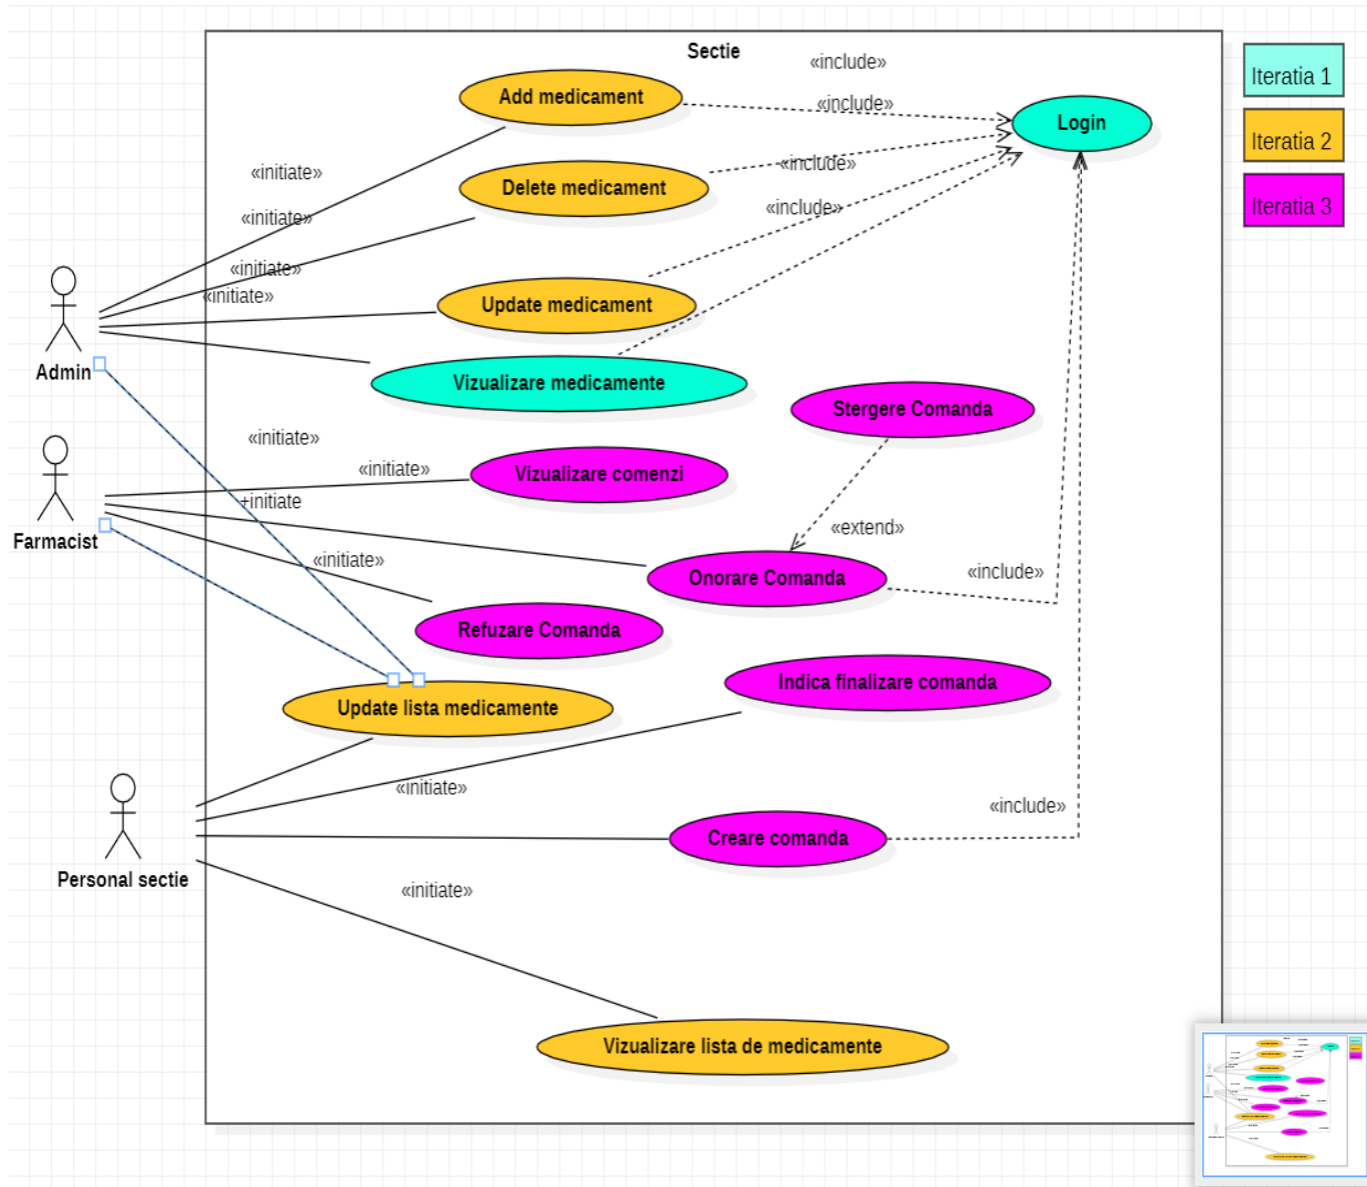 Sectie
«include»
Iteratia 1
Add medicament
«include»
Login
Iteratia 2
«initiate»
Delete medicament
«include»
Iteratia 3
«initiate»
«include»
«initiate»
«initiate»
Update medicament
Admin
Vizualizare medicamente
Stergere Comanda
«initiate»
«initiate»
Vizualizare comenzi
+initiate
Farmacist
«extend»
«initiate»
Onorare Comanda
«include»
Refuzare Comanda
Update lista medicamente
Indica finalizare comanda
«initiate»
«include»
Creare comanda
Personal sectie
«initiate»
Vizualizare lista de medicamente